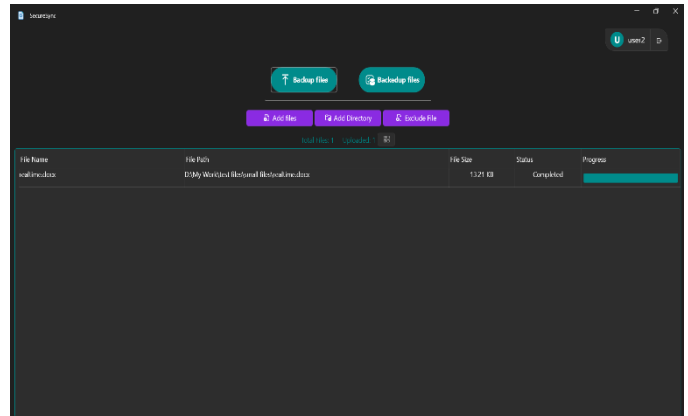 SecureSync
U user2
Backup files Backedup files
Add files Add Directory Exclude File
Total Files: 1 Uploaded: 1
File Name File Path File Size Status Progress
realtime.docx D:\My Work\test files\small files\realtime.docx 13.21 KB Completed